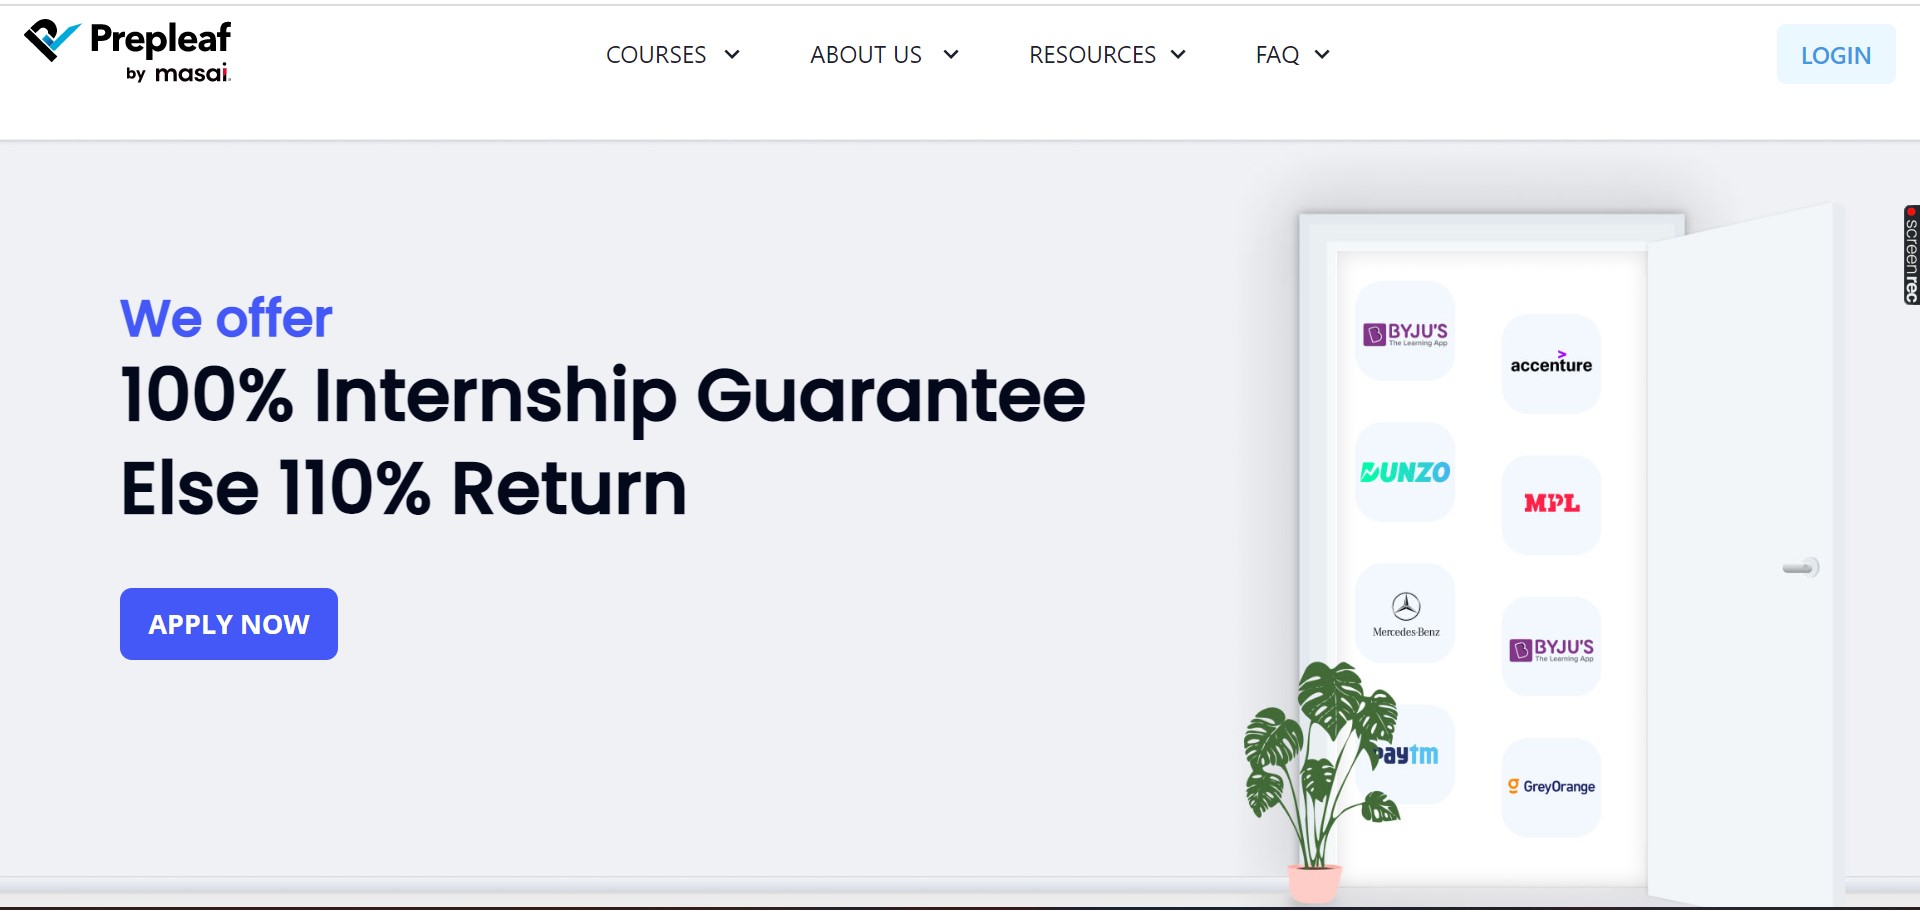 Prepleaf
by masai.
COURSES
ABOUT US
RESOURCES
FAQ
LOGIN
We offer
100% Internship Guarantee
Else 110% Return
APPLY NOW
BYJU'S
The Learning App
accenture
DUNZO
MPL
Mercedes-Benz
BYJU'S
The Learning App
paytm
GreyOrange
screenrec